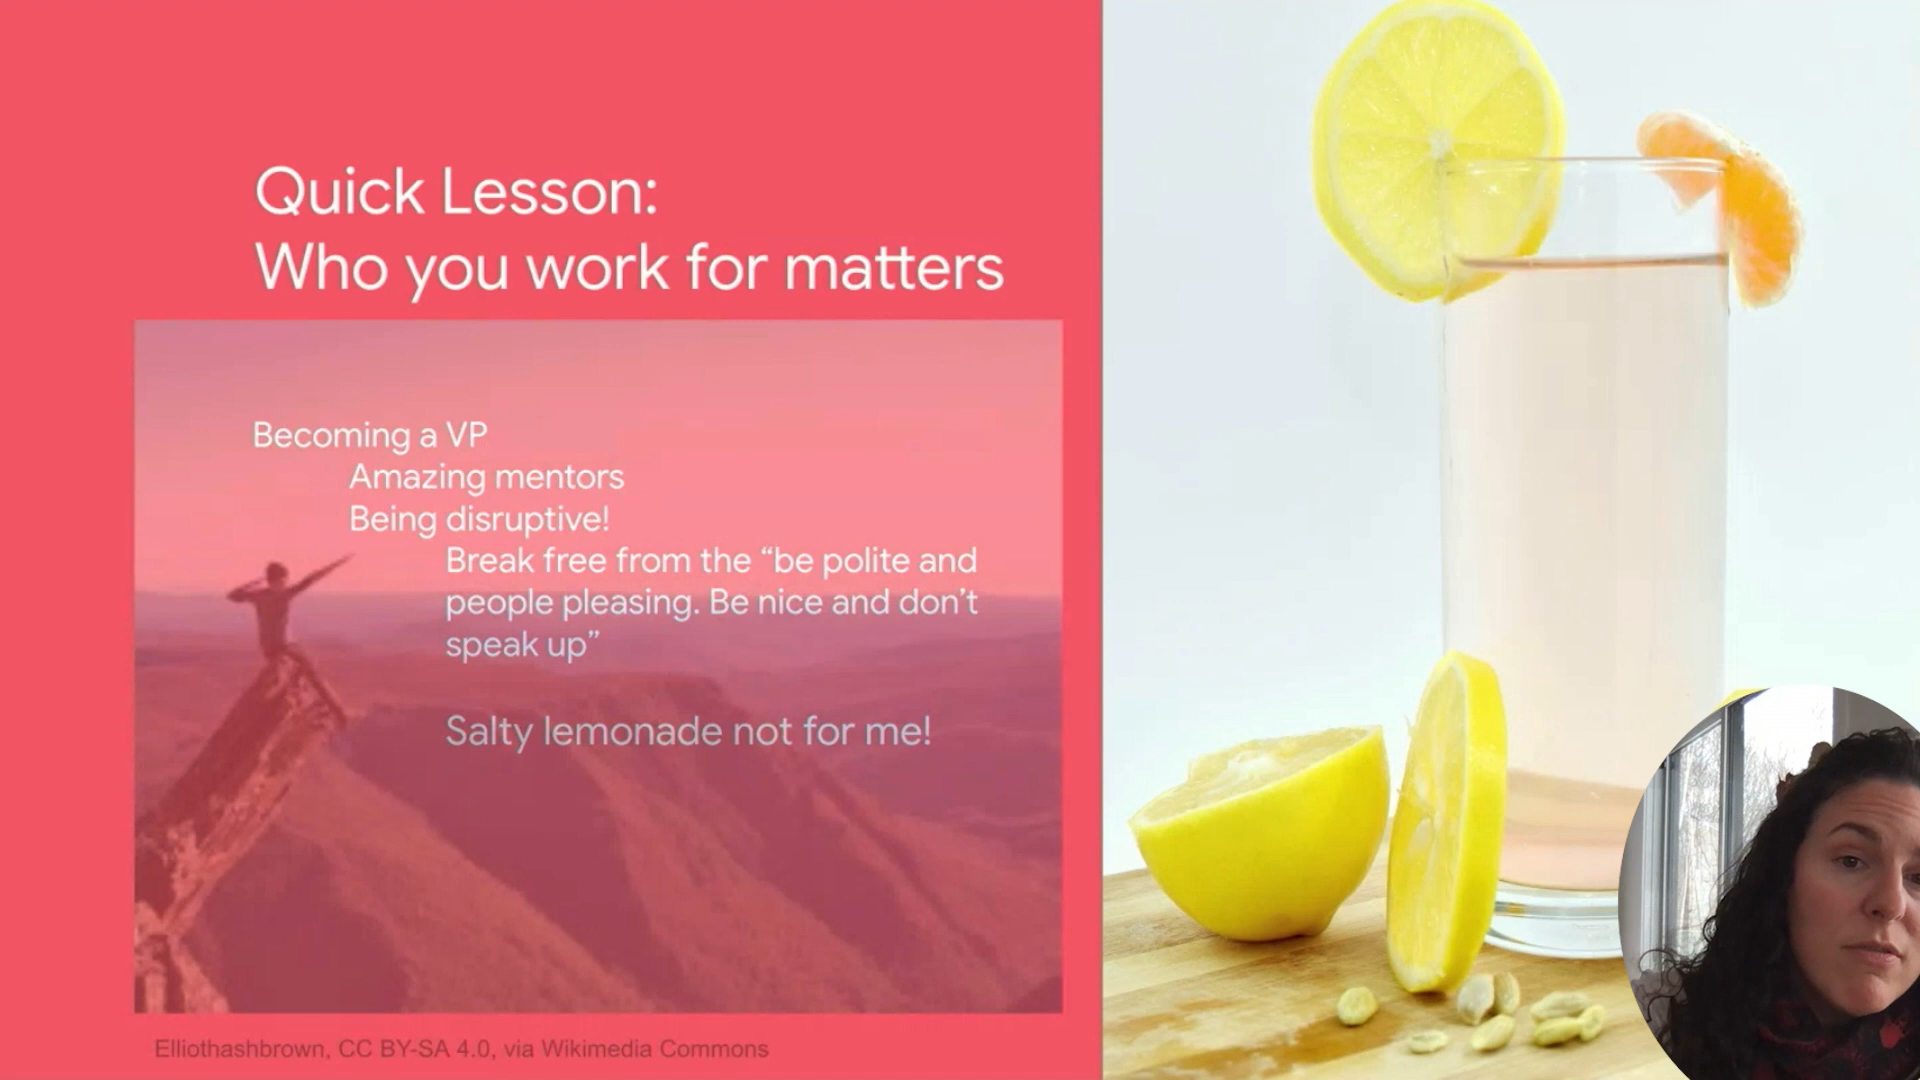 Quick Lesson:
Who you work for matters
Becoming a VP
Amazing mentors
Being disruptive!
Break free from the “be polite and
people pleasing. Be nice and don’t
speak up”
Salty lemonade not for me!
Elliothashbrown, CC BY-SA 4.0, via Wikimedia Commons